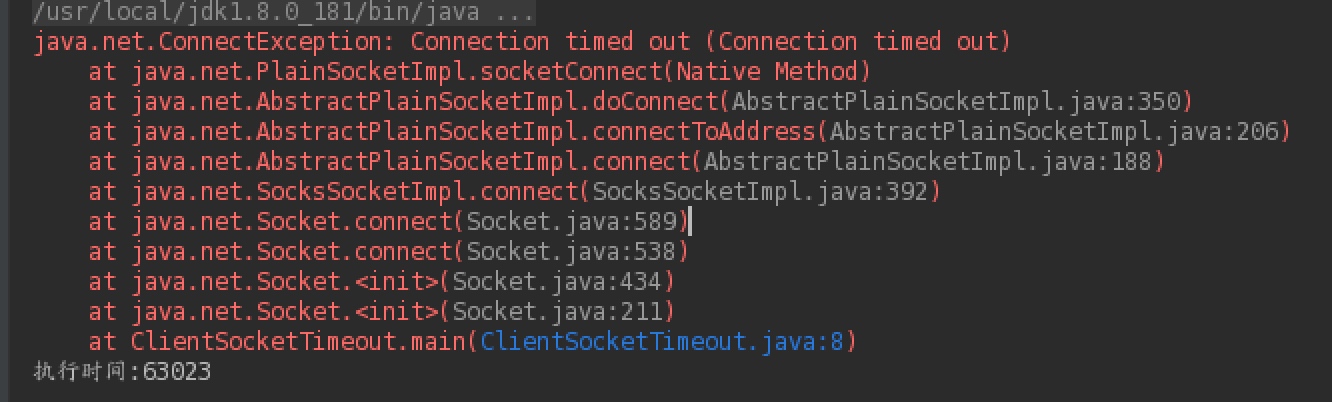 /usr/local/jdk1.8.0_181/bin/java ...
java.net.ConnectException: Connection timed out (Connection timed out)
at java.net.PlainSocketImpl.socketConnect(Native Method)
at java.net.AbstractPlainSocketImpl.doConnect(AbstractPlainSocketImpl.java:350)
at java.net.AbstractPlainSocketImpl.connectToAddress(AbstractPlainSocketImpl.java:206)
at java.net.AbstractPlainSocketImpl.connect(AbstractPlainSocketImpl.java:188)
at java.net.SocksSocketImpl.connect(SocksSocketImpl.java:392)
at java.net.Socket.connect(Socket.java:589)
at java.net.Socket.connect(Socket.java:538)
at java.net.Socket.<init>(Socket.java:434)
at java.net.Socket.<init>(Socket.java:211)
at ClientSocketTimeout.main(ClientSocketTimeout.java:8)
执行时间:63023